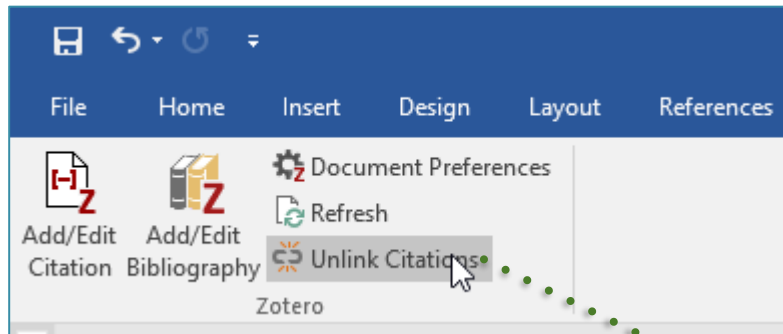 File Home Insert Design Layout References
[-] Z Z Z Document Preferences
Refresh
Add/Edit Add/Edit
Citation Bibliography Unlink Citations
Zotero